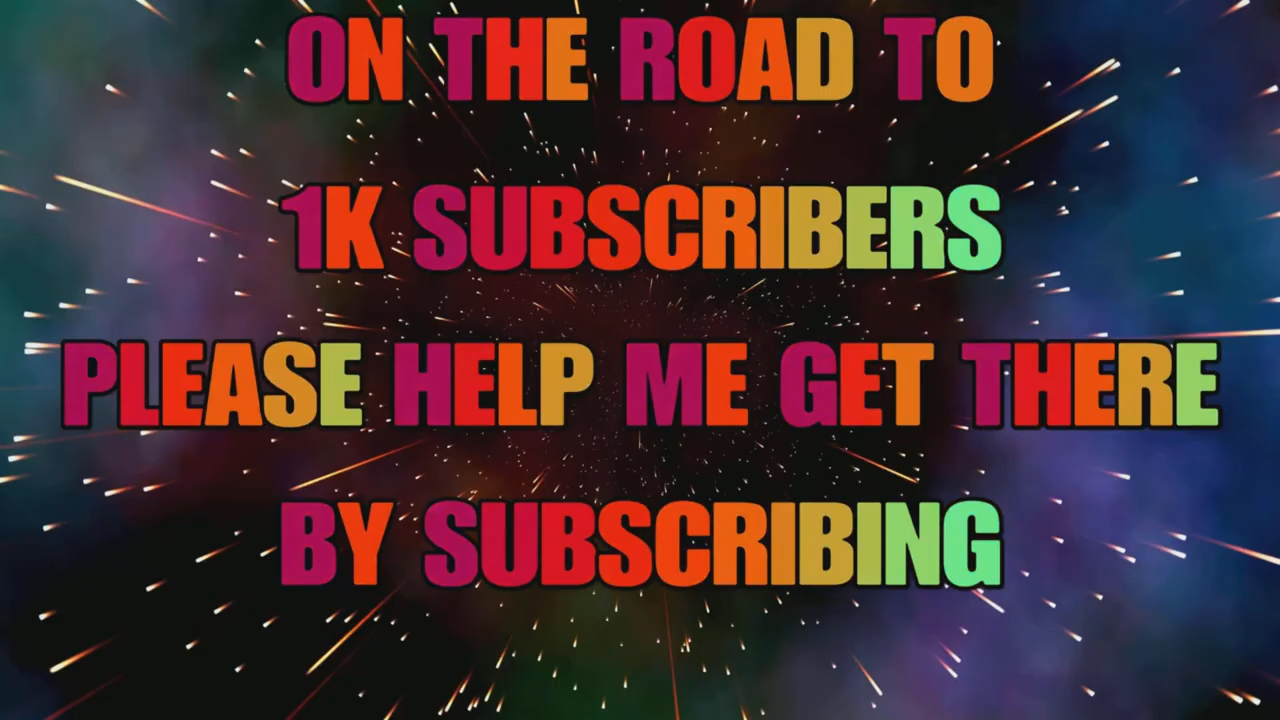 ON THE ROAD TO
1K SUBSCRIBERS
PLEASE HELP ME GET THERE
BY SUBSCRIBING